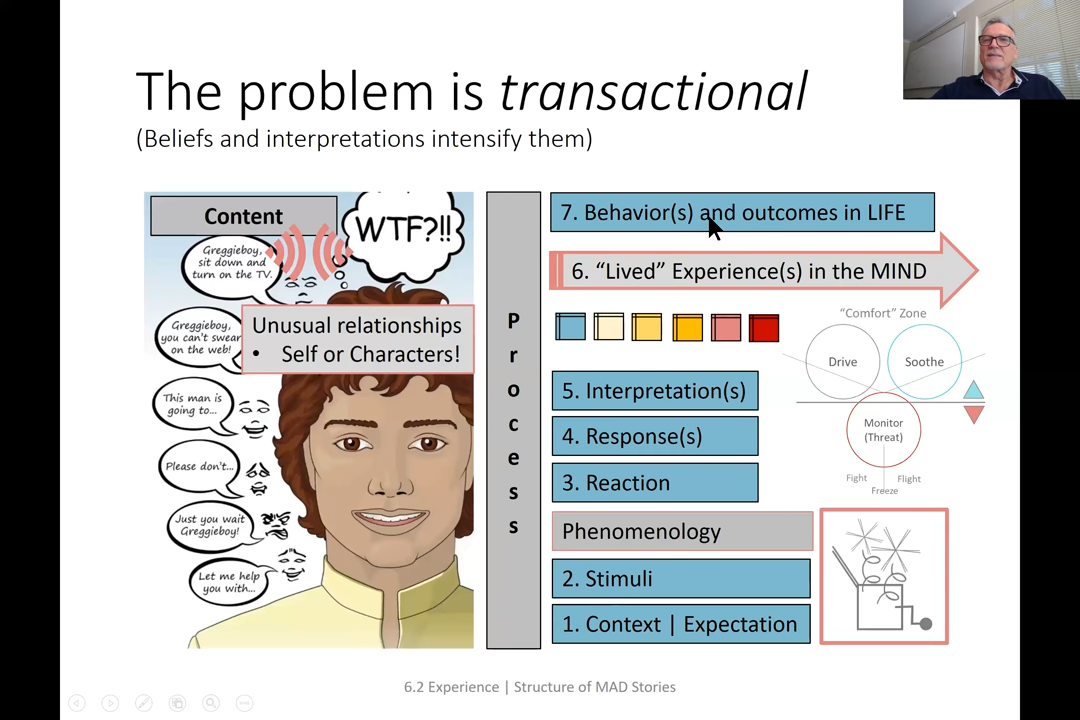 The problem is transactional
(Beliefs and interpretations intensify them)
Content
WTF?!!
Greggieboy,
sit down and
turn on the TV.
Greggieboy,
you can't swear
on the web!
Unusual relationships
• Self or Characters!
This man is
going to...
Please don't...
Just you wait
Greggieboy!
Let me help
you with...
P
r
o
c
e
s
s
7. Behavior(s) and outcomes in LIFE
6. “Lived” Experience(s) in the MIND
5. Interpretation(s)
4. Response(s)
3. Reaction
Phenomenology
2. Stimuli
1. Context | Expectation
“Comfort” Zone
Drive
Soothe
Monitor
(Threat)
Fight
Flight
Freeze
6.2 Experience | Structure of MAD Stories